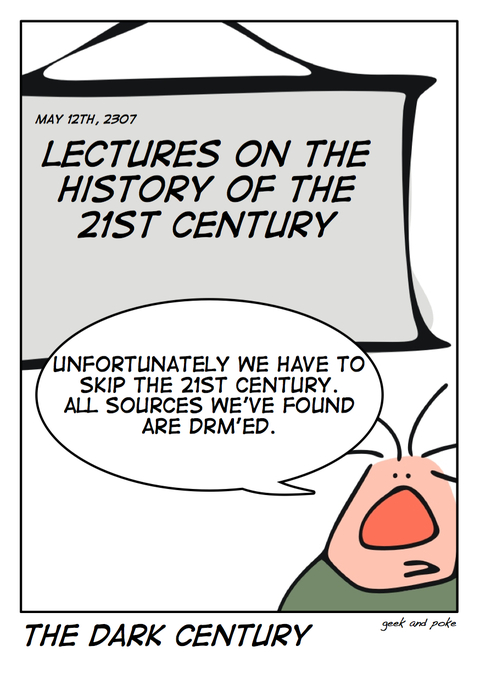 MAY 12TH, 2307
LECTURES ON THE
HISTORY OF THE
21ST CENTURY
UNFORTUNATELY WE HAVE TO
SKIP THE 21ST CENTURY.
ALL SOURCES WE'VE FOUND
ARE DRM'ED.
geek and poke
THE DARK CENTURY